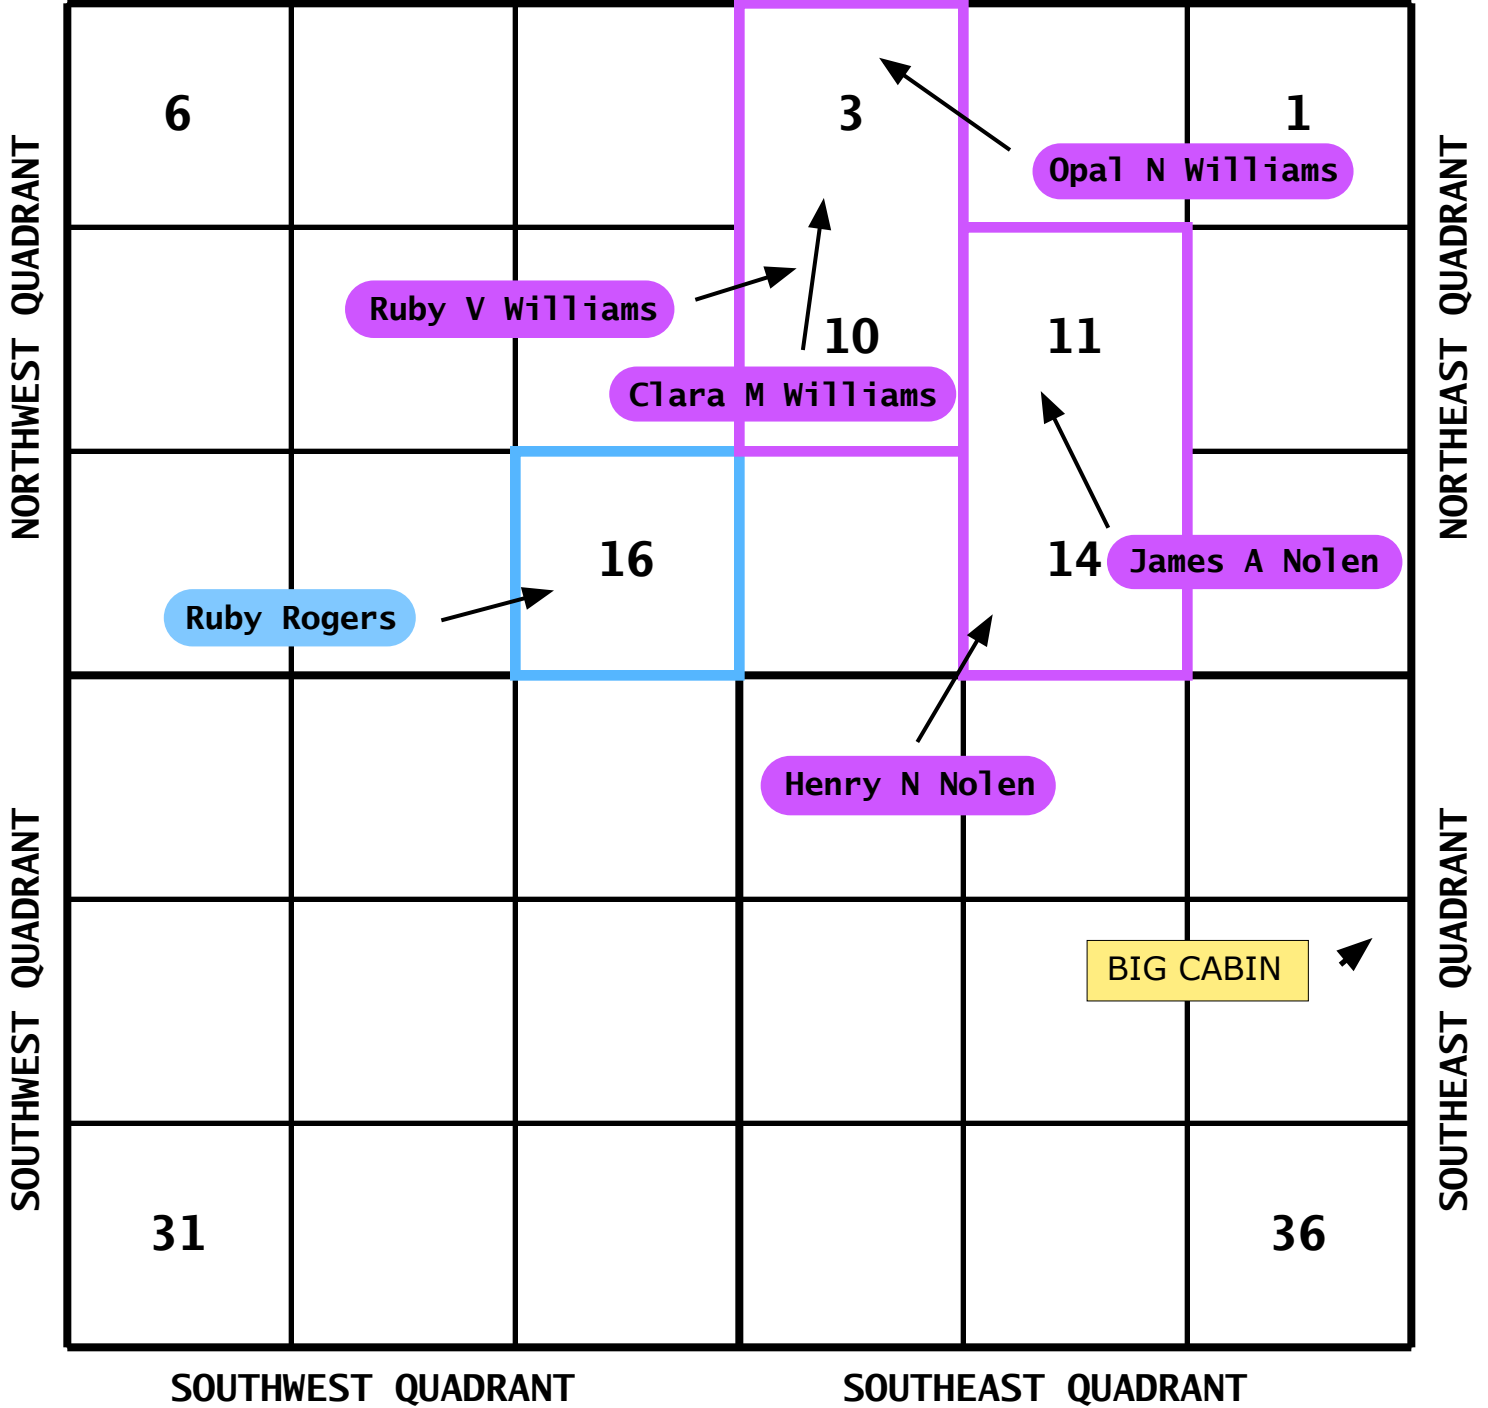 6
3
1
Opal N Williams
Ruby V Williams
10
11
Clara M Williams
16
14
James A Nolen
Ruby Rogers
Henry N Nolen
BIG CABIN
31
36
NORTHWEST QUADRANT
NORTHEAST QUADRANT
SOUTHWEST QUADRANT
SOUTHEAST QUADRANT
SOUTHWEST QUADRANT
SOUTHEAST QUADRANT